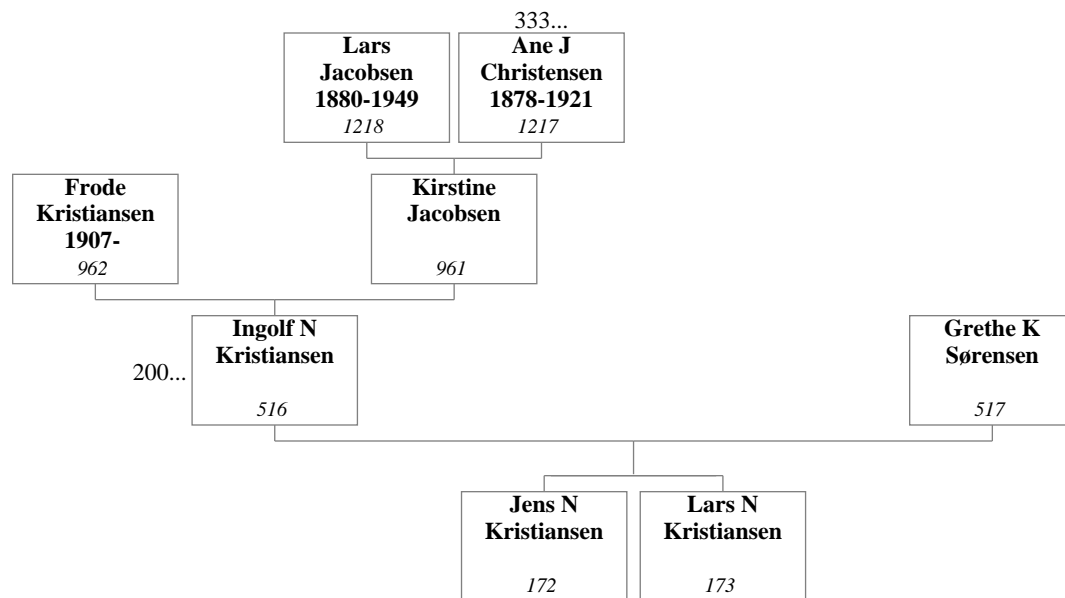 333...
Lars
Jacobsen
1880-1949
1218
Ane J
Christensen
1878-1921
1217
Frode
Kristiansen
1907-
962
Kirstine
Jacobsen
961
200...
Ingolf N
Kristiansen
516
Grethe K
Sørensen
517
Jens N
Kristiansen
172
Lars N
Kristiansen
173